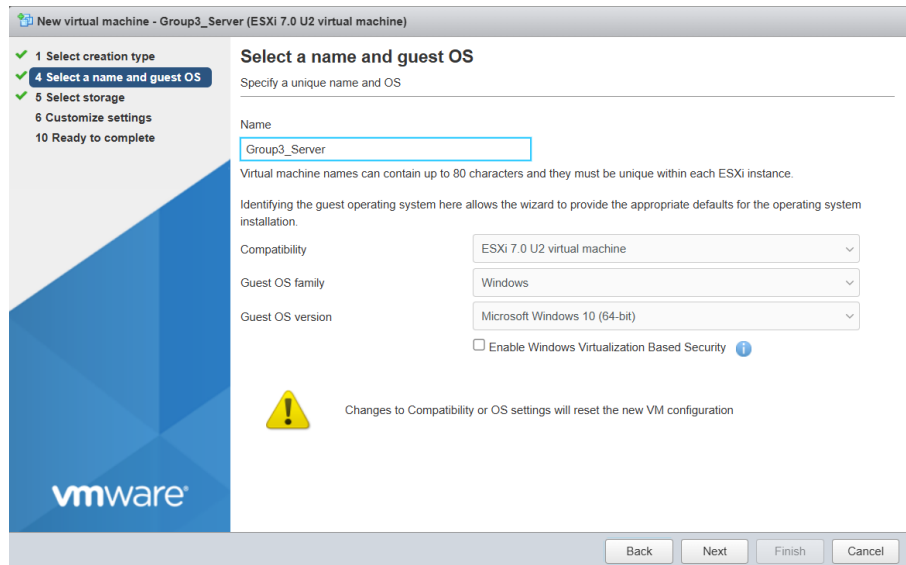 New virtual machine - Group3_Server (ESXi 7.0 U2 virtual machine)
1 Select creation type
4 Select a name and guest OS
5 Select storage
6 Customize settings
10 Ready to complete
vmware®
Select a name and guest OS
Specify a unique name and OS
Name
Group3_Server
Virtual machine names can contain up to 80 characters and they must be unique within each ESXi instance.
Identifying the guest operating system here allows the wizard to provide the appropriate defaults for the operating system
installation.
Compatibility ESXi 7.0 U2 virtual machine
Guest OS family Windows
Guest OS version Microsoft Windows 10 (64-bit)
Enable Windows Virtualization Based Security
Changes to Compatibility or OS settings will reset the new VM configuration
Back Next Finish Cancel